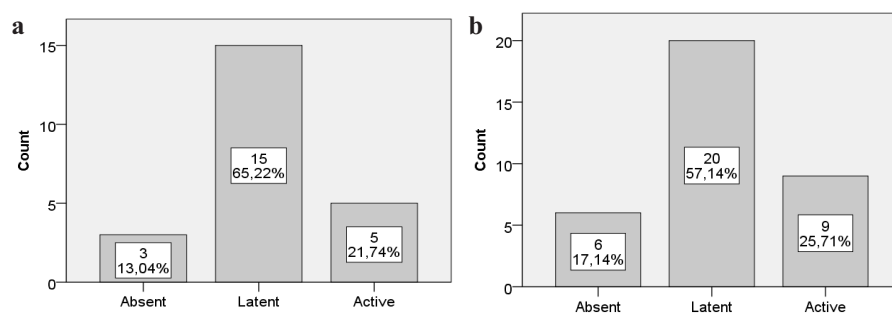 a
Count
15
10
5
0
3
13,04%
15
65,22%
5
21,74%
Absent
Latent
Active
b
Count
20
15
10
5
0
6
17,14%
20
57,14%
9
25,71%
Absent
Latent
Active